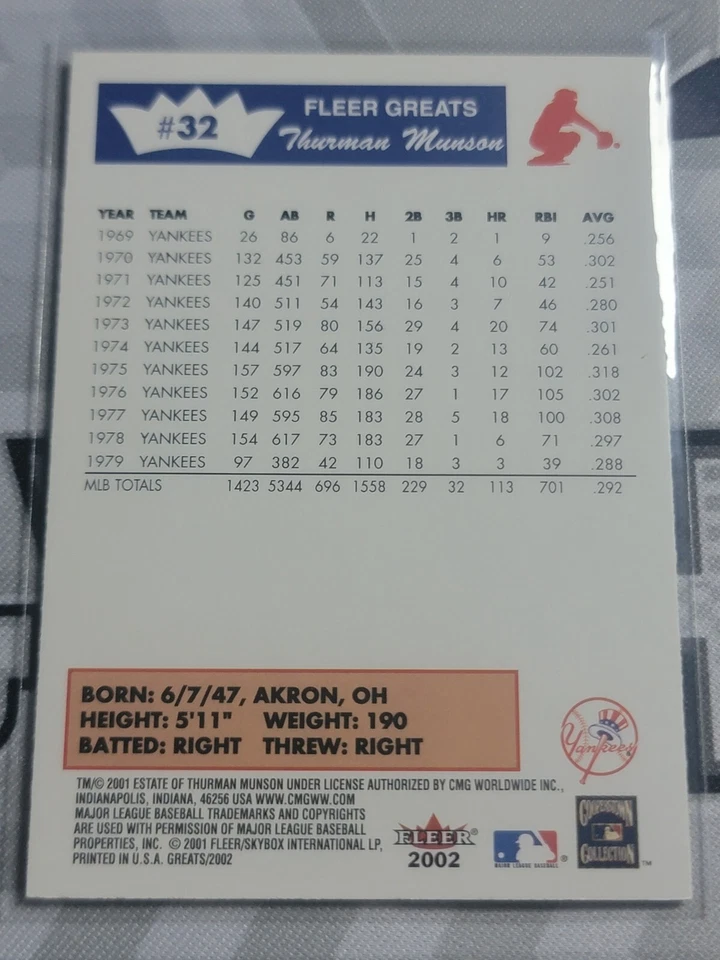 #32
FLEER GREATS
Thurman Munson
YEAR TEAM G AB R H 2B 3B HR RBI AVG
1969 YANKEES 26 86 6 22 1 2 1 9 .256
1970 YANKEES 132 453 59 137 25 4 6 53 .302
1971 YANKEES 125 451 71 113 15 4 10 42 .251
1972 YANKEES 140 511 54 143 16 3 7 46 .280
1973 YANKEES 147 519 80 156 29 4 20 74 .301
1974 YANKEES 144 517 64 135 19 2 13 60 .261
1975 YANKEES 157 597 83 190 24 3 12 102 .318
1976 YANKEES 152 616 79 186 27 1 17 105 .302
1977 YANKEES 149 595 85 183 28 5 18 100 .308
1978 YANKEES 154 617 73 183 27 1 6 71 .297
1979 YANKEES 97 382 42 110 18 3 3 39 .288
MLB TOTALS 1423 5344 696 1558 229 32 113 701 .292
BORN: 6/7/47, AKRON, OH
HEIGHT: 5'11" WEIGHT: 190
BATTED: RIGHT THREW: RIGHT
Yankees
TM/© 2001 ESTATE OF THURMAN MUNSON UNDER LICENSE AUTHORIZED BY CMG WORLDWIDE INC.,
INDIANAPOLIS, INDIANA, 46256 USA WWW.CMGWW.COM
MAJOR LEAGUE BASEBALL TRADEMARKS AND COPYRIGHTS
ARE USED WITH PERMISSION OF MAJOR LEAGUE BASEBALL
PROPERTIES, INC. © 2001 FLEER/SKYBOX INTERNATIONAL LP,
PRINTED IN U.S.A. GREATS/2002
FLEER®
2002
MAJOR LEAGUE BASEBALL ®
COOPERSTOWN
COLLECTION
TM